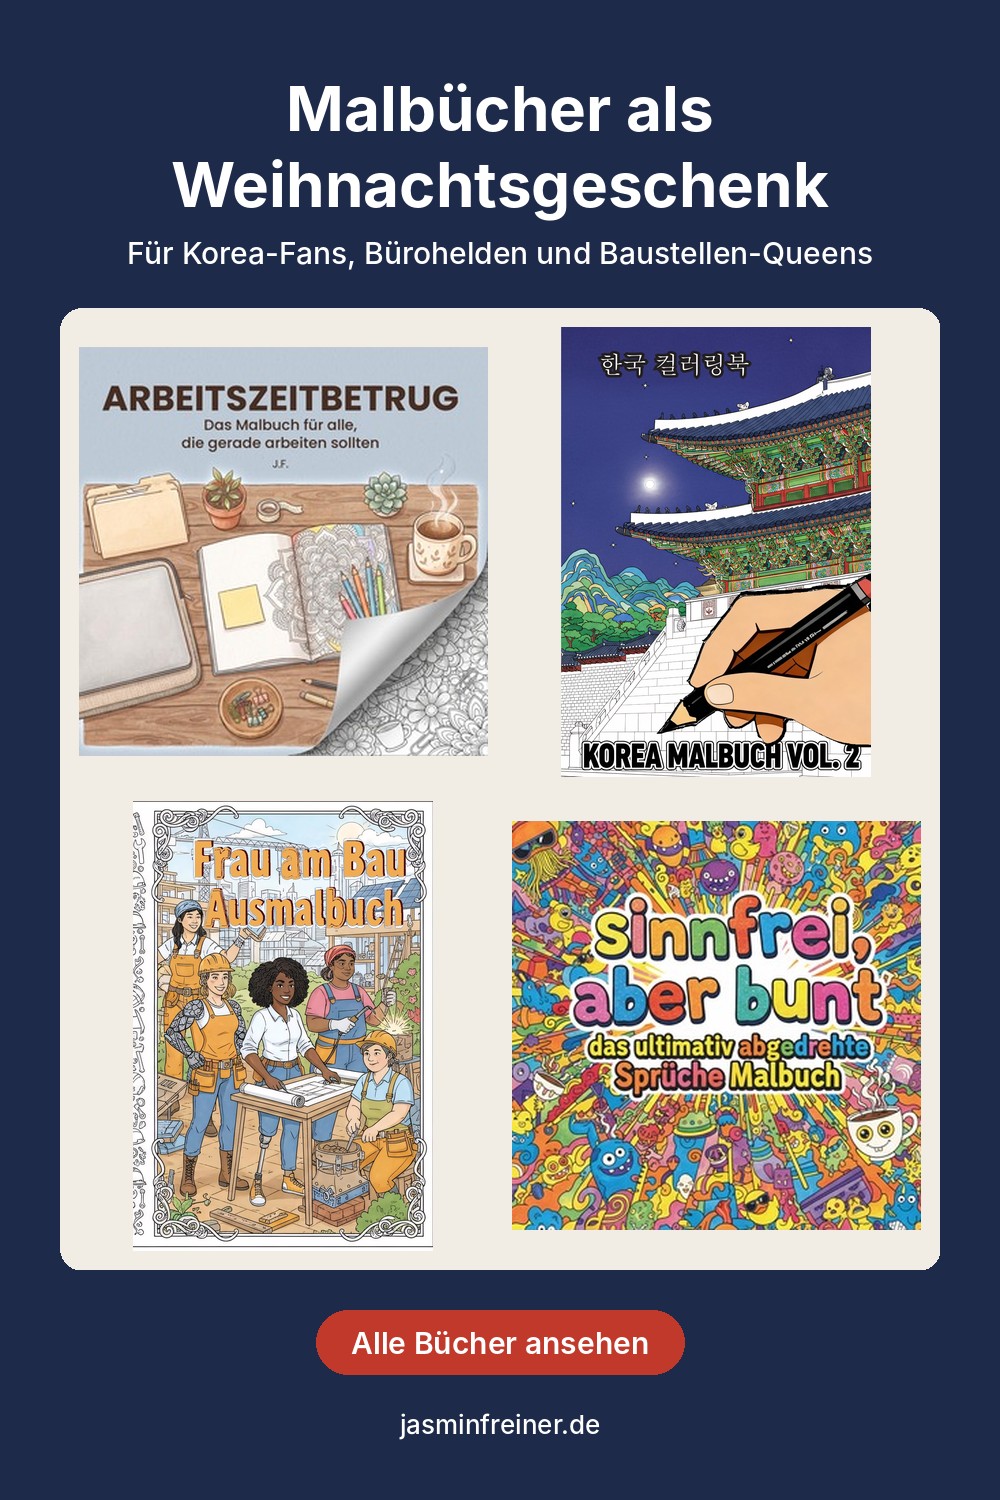 Malbücher als
Weihnachtsgeschenk
Für Korea-Fans, Bürohelden und Baustellen-Queens
ARBEITSZEITBETRUG
Das Malbuch für alle,
die gerade arbeiten sollten
J.F.
한국 컬러링북
KOREA MALBUCH VOL. 2
Frau am Bau
Ausmalbuch
sinnfrei,
aber bunt
das ultimativ abgedrehte
Sprüche Malbuch
Alle Bücher ansehen
jasminfreiner.de